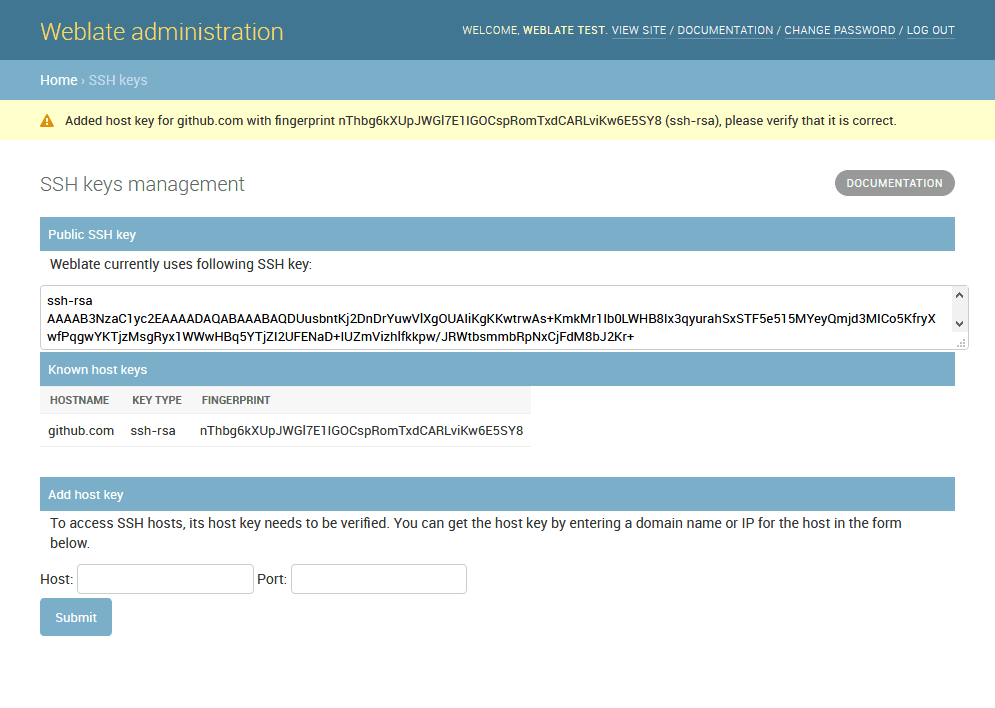 Weblate administration
WELCOME, WEBLATE TEST. VIEW SITE / DOCUMENTATION / CHANGE PASSWORD / LOG OUT
Home › SSH keys
Added host key for github.com with fingerprint nThbg6kXUpJWGl7E1IGOCspRomTxdCARLviKw6E5SY8 (ssh-rsa), please verify that it is correct.
SSH keys management
DOCUMENTATION
Public SSH key
Weblate currently uses following SSH key:
ssh-rsa
AAAAB3NzaC1yc2EAAAADAQABAAABAQDUusbntKj2DnDrYuwVlXgOUAIiKgKKwtrwAs+KmkMr1Ib0LWHB8Ix3qyurahSxSTF5e515MYeyQmjd3MICo5KfryX
wfPqgwYKTjzMsgRyx1WWwHBq5YTjZI2UFENaD+IUZmVizhlfkkpw/JRWtbsmmbRpNxCjFdM8bJ2Kr+
Known host keys
HOSTNAME KEY TYPE FINGERPRINT
github.com ssh-rsa nThbg6kXUpJWGl7E1IGOCspRomTxdCARLviKw6E5SY8
Add host key
To access SSH hosts, its host key needs to be verified. You can get the host key by entering a domain name or IP for the host in the form
below.
Host: Port:
Submit